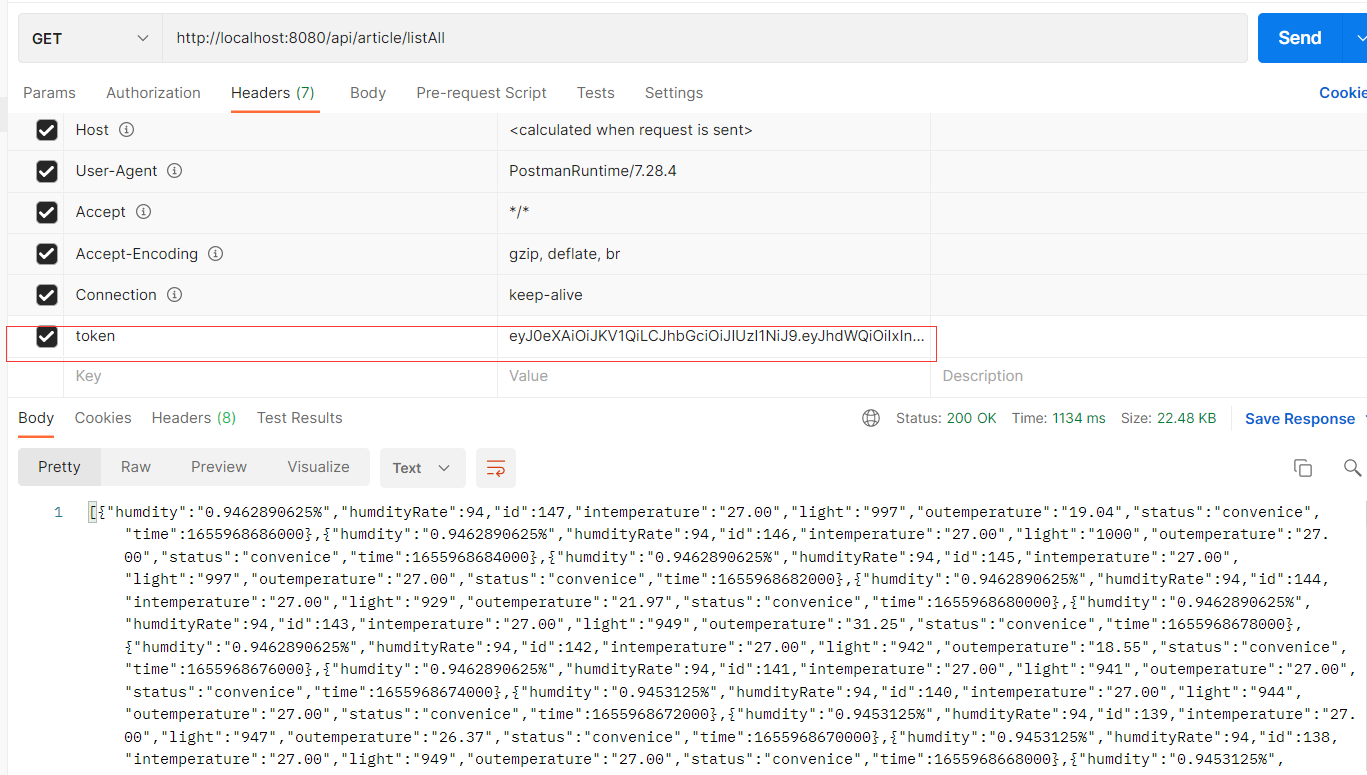 GET http://localhost:8080/api/article/listAll Send
Params Authorization Headers (7) Body Pre-request Script Tests Settings Cookie
Host <calculated when request is sent>
User-Agent PostmanRuntime/7.28.4
Accept */*
Accept-Encoding gzip, deflate, br
Connection keep-alive
token eyJ0eXAiOiJKV1QiLCJhbGciOiJIUzI1NiJ9.eyJhdWQiOiIxIn...
Key Value Description
Body Cookies Headers (8) Test Results Status: 200 OK Time: 1134 ms Size: 22.48 KB Save Response
Pretty Raw Preview Visualize Text
1 [{"humdity":"0.9462890625%","humdityRate":94,"id":147,"intemperature":"27.00","light":"997","outemperature":"19.04","status":"convenice",
"time":1655968686000},{"humdity":"0.9462890625%","humdityRate":94,"id":146,"intemperature":"27.00","light":"1000","outemperature":"27.
00","status":"convenice","time":1655968684000},{"humdity":"0.9462890625%","humdityRate":94,"id":145,"intemperature":"27.00",
"light":"997","outemperature":"27.00","status":"convenice","time":1655968682000},{"humdity":"0.9462890625%","humdityRate":94,"id":144,
"intemperature":"27.00","light":"929","outemperature":"21.97","status":"convenice","time":1655968680000},{"humdity":"0.9462890625%",
"humdityRate":94,"id":143,"intemperature":"27.00","light":"949","outemperature":"31.25","status":"convenice","time":1655968678000},
{"humdity":"0.9462890625%","humdityRate":94,"id":142,"intemperature":"27.00","light":"942","outemperature":"18.55","status":"convenice",
"time":1655968676000},{"humdity":"0.9462890625%","humdityRate":94,"id":141,"intemperature":"27.00","light":"941","outemperature":"27.00",
"status":"convenice","time":1655968674000},{"humdity":"0.9453125%","humdityRate":94,"id":140,"intemperature":"27.00","light":"944",
"outemperature":"27.00","status":"convenice","time":1655968672000},{"humdity":"0.9453125%","humdityRate":94,"id":139,"intemperature":"27.
00","light":"947","outemperature":"26.37","status":"convenice","time":1655968670000},{"humdity":"0.9453125%","humdityRate":94,"id":138,
"intemperature":"27.00","light":"949","outemperature":"27.00","status":"convenice","time":1655968668000},{"humdity":"0.9453125%",